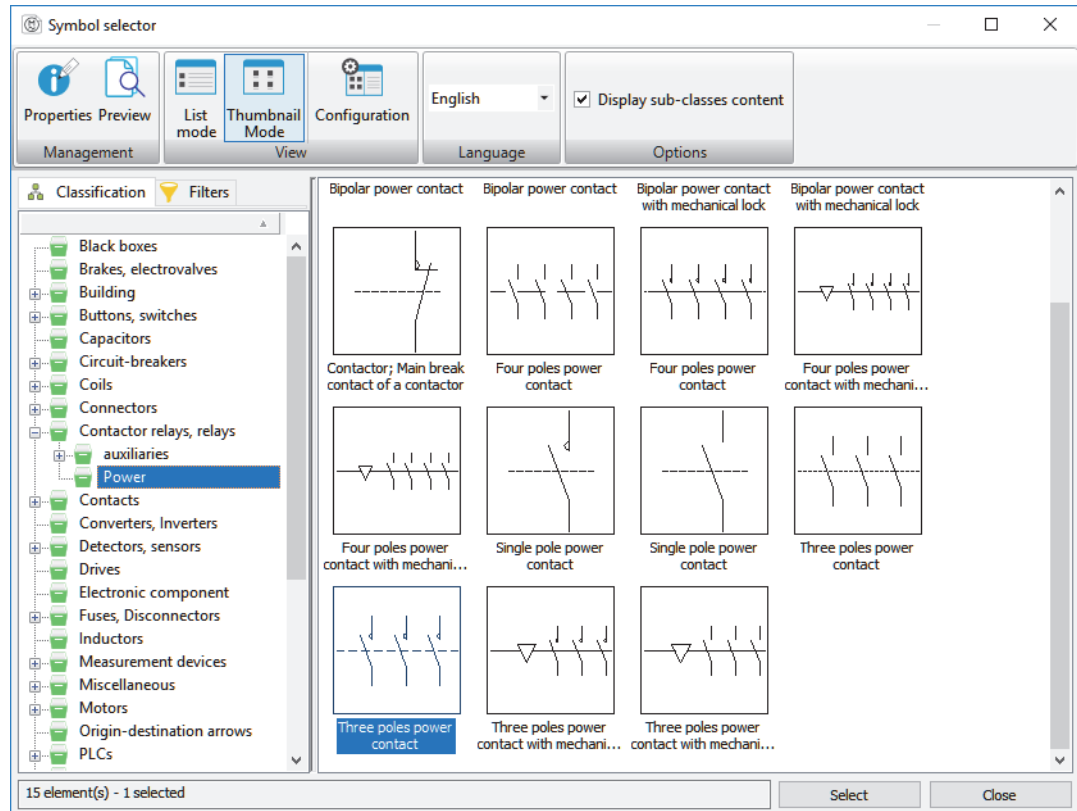 Symbol selector
Properties Preview
List
mode
Thumbnail
Mode
Configuration
English
Display sub-classes content
Management
View
Language
Options
Classification
Filters
Black boxes
Brakes, electrovalves
Building
Buttons, switches
Capacitors
Circuit-breakers
Coils
Connectors
Contactor relays, relays
auxiliaries
Power
Contacts
Converters, Inverters
Detectors, sensors
Drives
Electronic component
Fuses, Disconnectors
Inductors
Measurement devices
Miscellaneous
Motors
Origin-destination arrows
PLCs
Bipolar power contact
Bipolar power contact
Bipolar power contact
with mechanical lock
Bipolar power contact
with mechanical lock
Contactor; Main break
contact of a contactor
Four poles power
contact
Four poles power
contact
Four poles power
contact with mechani...
Four poles power
contact with mechani...
Single pole power
contact
Single pole power
contact
Three poles power
contact
Three poles power
contact
Three poles power
contact with mechani...
Three poles power
contact with mechani...
15 element(s) - 1 selected
Select
Close